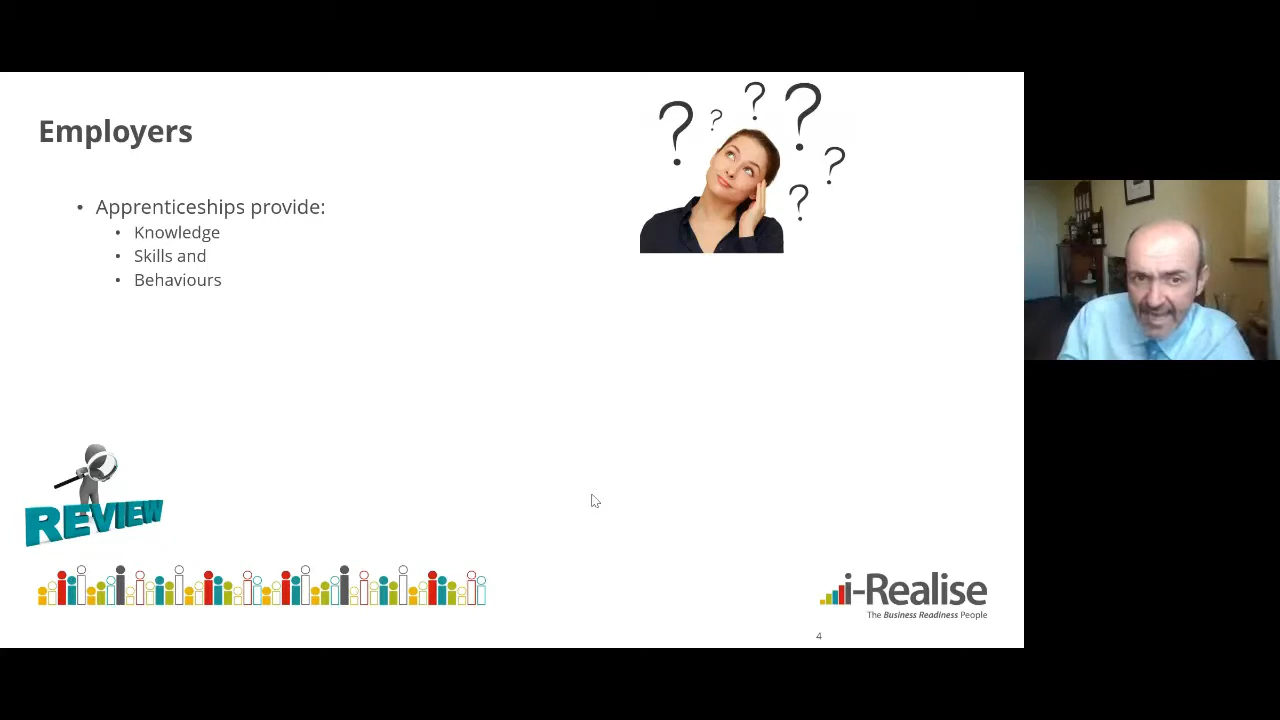 Employers
• Apprenticeships provide:
• Knowledge
• Skills and
• Behaviours
? ? ? ? ? ?
REVIEW
i-Realise
The Business Readiness People
4